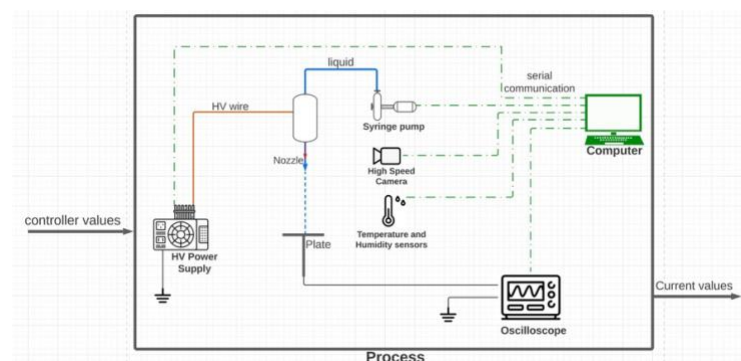 liquid
serial
communication
HV wire
Syringe pump
Computer
Nozzle
High Speed
Camera
controller values
Temperature and
Humidity sensors
Plate
HV Power
Supply
Current values
Oscilloscope
Process